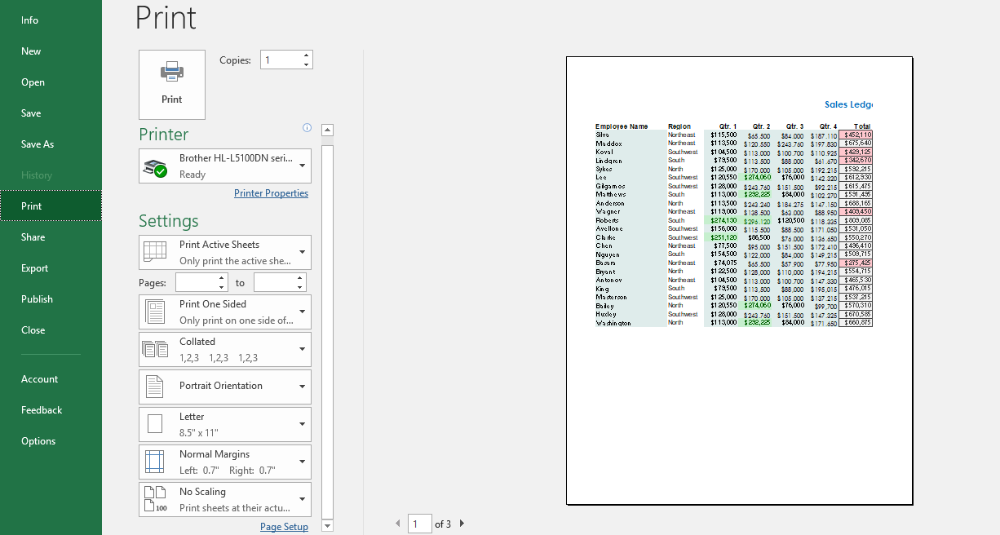 Info
New
Open
Save
Save As
History
Print
Share
Export
Publish
Close
Account
Feedback
Options
Print
Print
Copies: 1
Printer
Brother HL-L5100DN seri...
Ready
Printer Properties
Settings
Print Active Sheets
Only print the active she...
Pages: to
Print One Sided
Only print on one side of...
Collated
1,2,3 1,2,3 1,2,3
Portrait Orientation
Letter
8.5" x 11"
Normal Margins
Left: 0.7" Right: 0.7"
No Scaling
100 Print sheets at their actu...
Page Setup
Sales Ledg
Employee Name Region Qtr. 1 Qtr. 2 Qtr. 3 Qtr. 4 Total
Silva Northeast $115,500 $65,500 $84,000 $187,110 $452,110
Maddox Northeast $113,500 $120,550 $243,760 $197,830 $675,640
Koval Southwest $104,500 $113,000 $100,700 $110,925 $429,125
Lindgren South $79,500 $113,500 $88,000 $61,670 $342,670
Sykes North $125,000 $170,000 $105,000 $192,215 $592,215
Lee Southwest $120,550 $274,060 $76,000 $142,320 $612,930
Gilgamos Southwest $128,000 $243,760 $151,500 $92,215 $615,475
Matthews South $113,000 $292,225 $84,000 $102,270 $591,495
Anderson North $113,500 $243,240 $184,275 $147,150 $688,165
Wagner Northeast $119,000 $138,500 $63,000 $88,950 $409,450
Roberts South $274,130 $296,120 $120,500 $118,335 $809,085
Avellone Southwest $156,000 $115,500 $88,500 $171,050 $531,050
Clarke Southwest $251,120 $86,500 $76,000 $136,650 $550,270
Chen Northeast $77,500 $95,000 $151,500 $172,410 $496,410
Nguyen South $154,500 $122,000 $84,000 $149,215 $509,715
Basara Northeast $74,075 $65,500 $57,900 $77,950 $275,425
Bryant North $122,500 $128,000 $110,000 $194,215 $554,715
Antonov Northeast $104,500 $113,000 $100,700 $147,330 $465,530
King South $79,500 $113,500 $88,000 $195,015 $476,015
Masterson Southwest $125,000 $170,000 $105,000 $137,215 $537,215
Bailey North $120,550 $274,060 $76,000 $99,700 $570,310
Huxley Southwest $128,000 $243,760 $151,500 $147,325 $670,585
Washington North $113,000 $292,225 $84,000 $171,650 $660,875
1 of 3